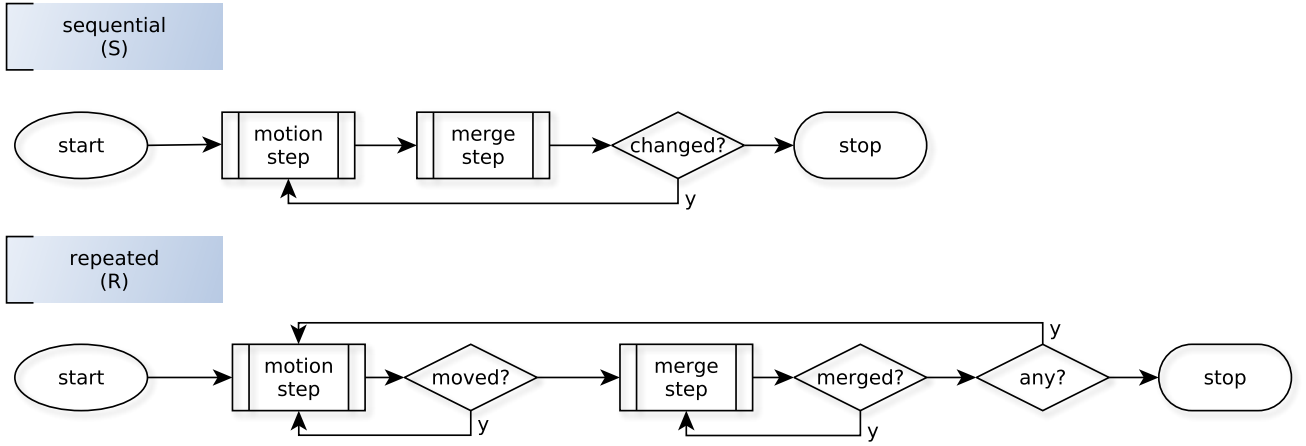 sequential
(S)
start
motion
step
merge
step
changed?
stop
y
repeated
(R)
y
start
motion
step
moved?
merge
step
merged?
any?
stop
y
y